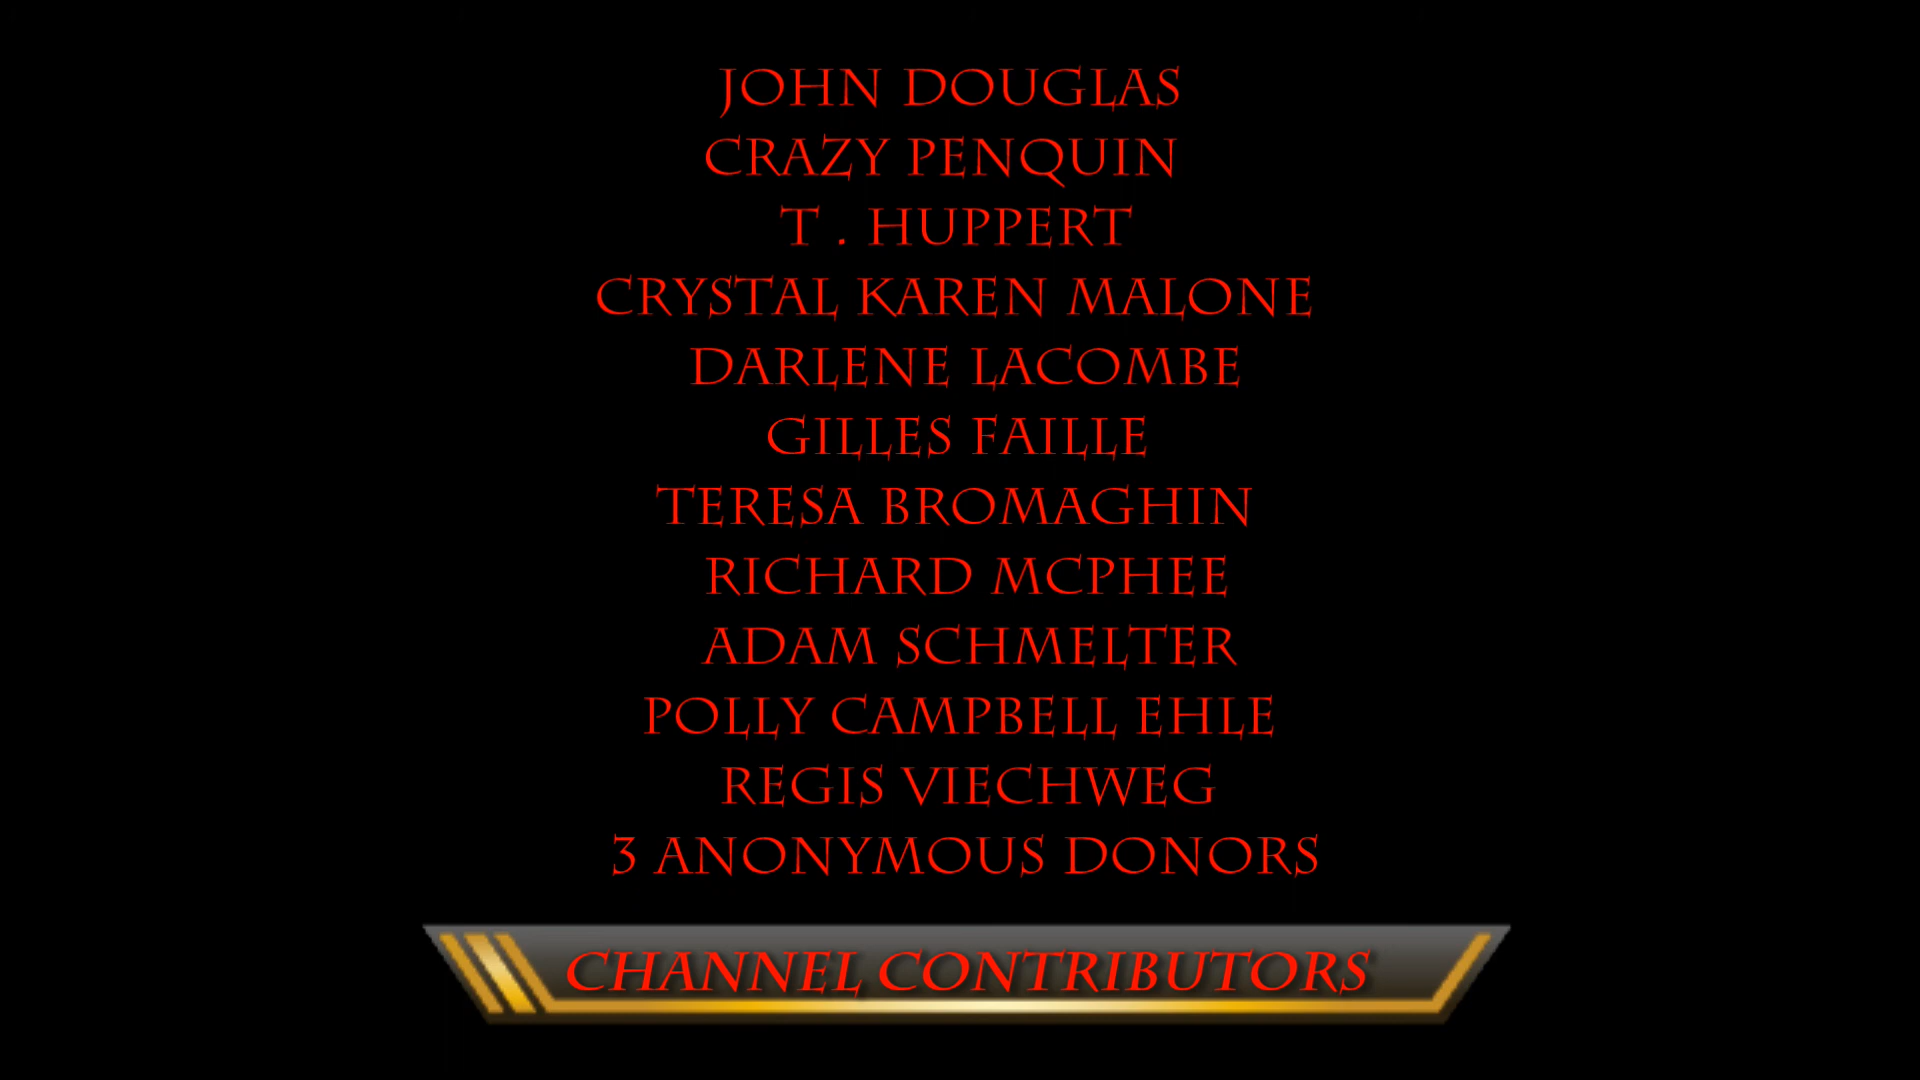 JOHN DOUGLAS
CRAZY PENQUIN
T . HUPPERT
CRYSTAL KAREN MALONE
DARLENE LACOMBE
GILLES FAILLE
TERESA BROMAGHIN
RICHARD MCPHEE
ADAM SCHMELTER
POLLY CAMPBELL EHLE
REGIS VIECHWEG
3 ANONYMOUS DONORS
CHANNEL CONTRIBUTORS